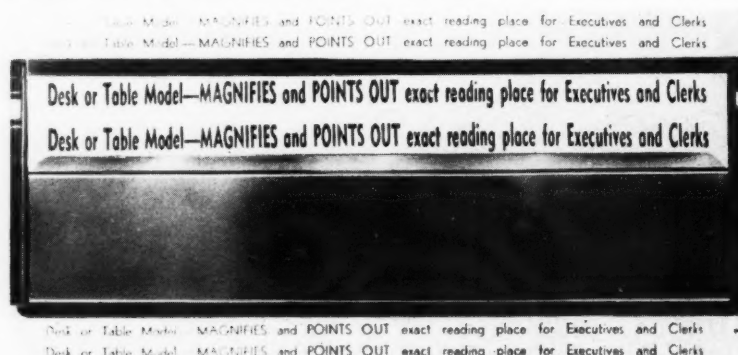 Table Model MAGNIFIES and POINTS OUT exact reading place for Executives and Clerks
Table Model — MAGNIFIES and POINTS OUT exact reading place for Executives and Clerks
Desk or Table Model—MAGNIFIES and POINTS OUT exact reading place for Executives and Clerks
Desk or Table Model—MAGNIFIES and POINTS OUT exact reading place for Executives and Clerks
Desk or Table Model MAGNIFIES and POINTS OUT exact reading place for Executives and Clerks
Desk or Table Model MAGNIFIES and POINTS OUT exact reading place for Executives and Clerks